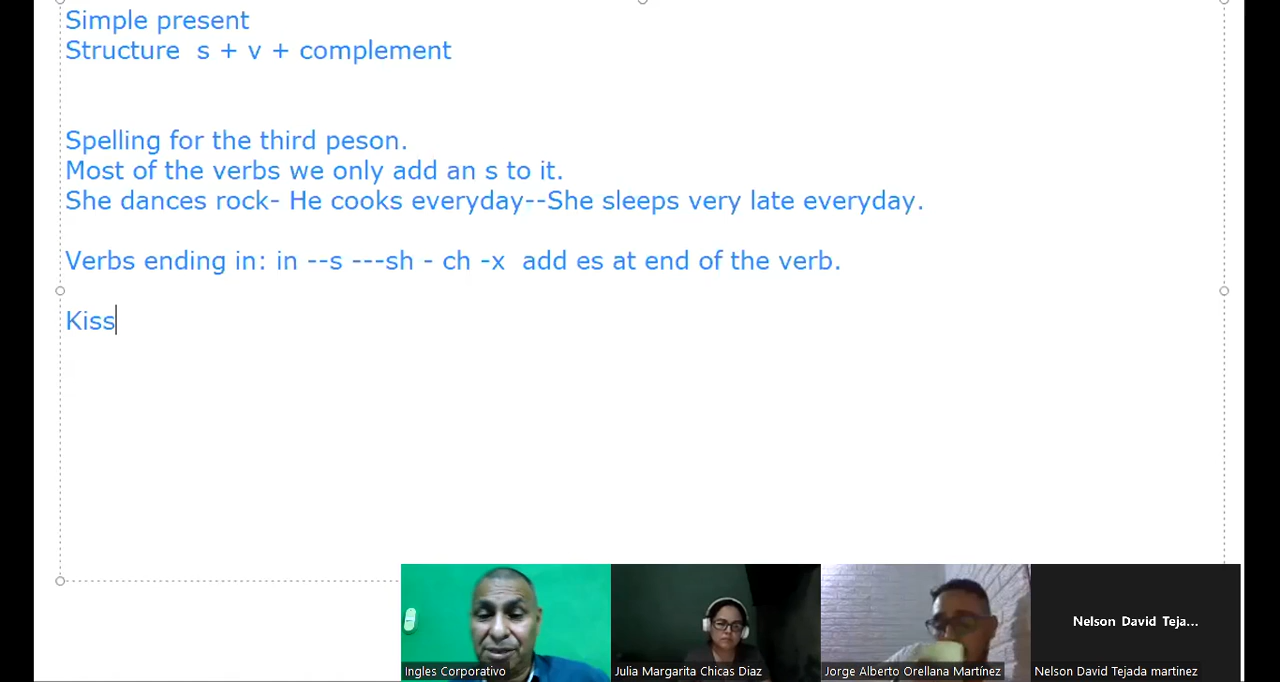 Simple present
Structure  s + v + complement
Spelling for the third peson.
Most of the verbs we only add an s to it.
She dances rock- He cooks everyday--She sleeps very late everyday.
Verbs ending in: in --s ---sh - ch -x  add es at end of the verb.
Kiss
Nelson David Teja...
Ingles Corporativo
Julia Margarita Chicas Diaz
Jorge Alberto Orellana Martínez
Nelson David Tejada martinez